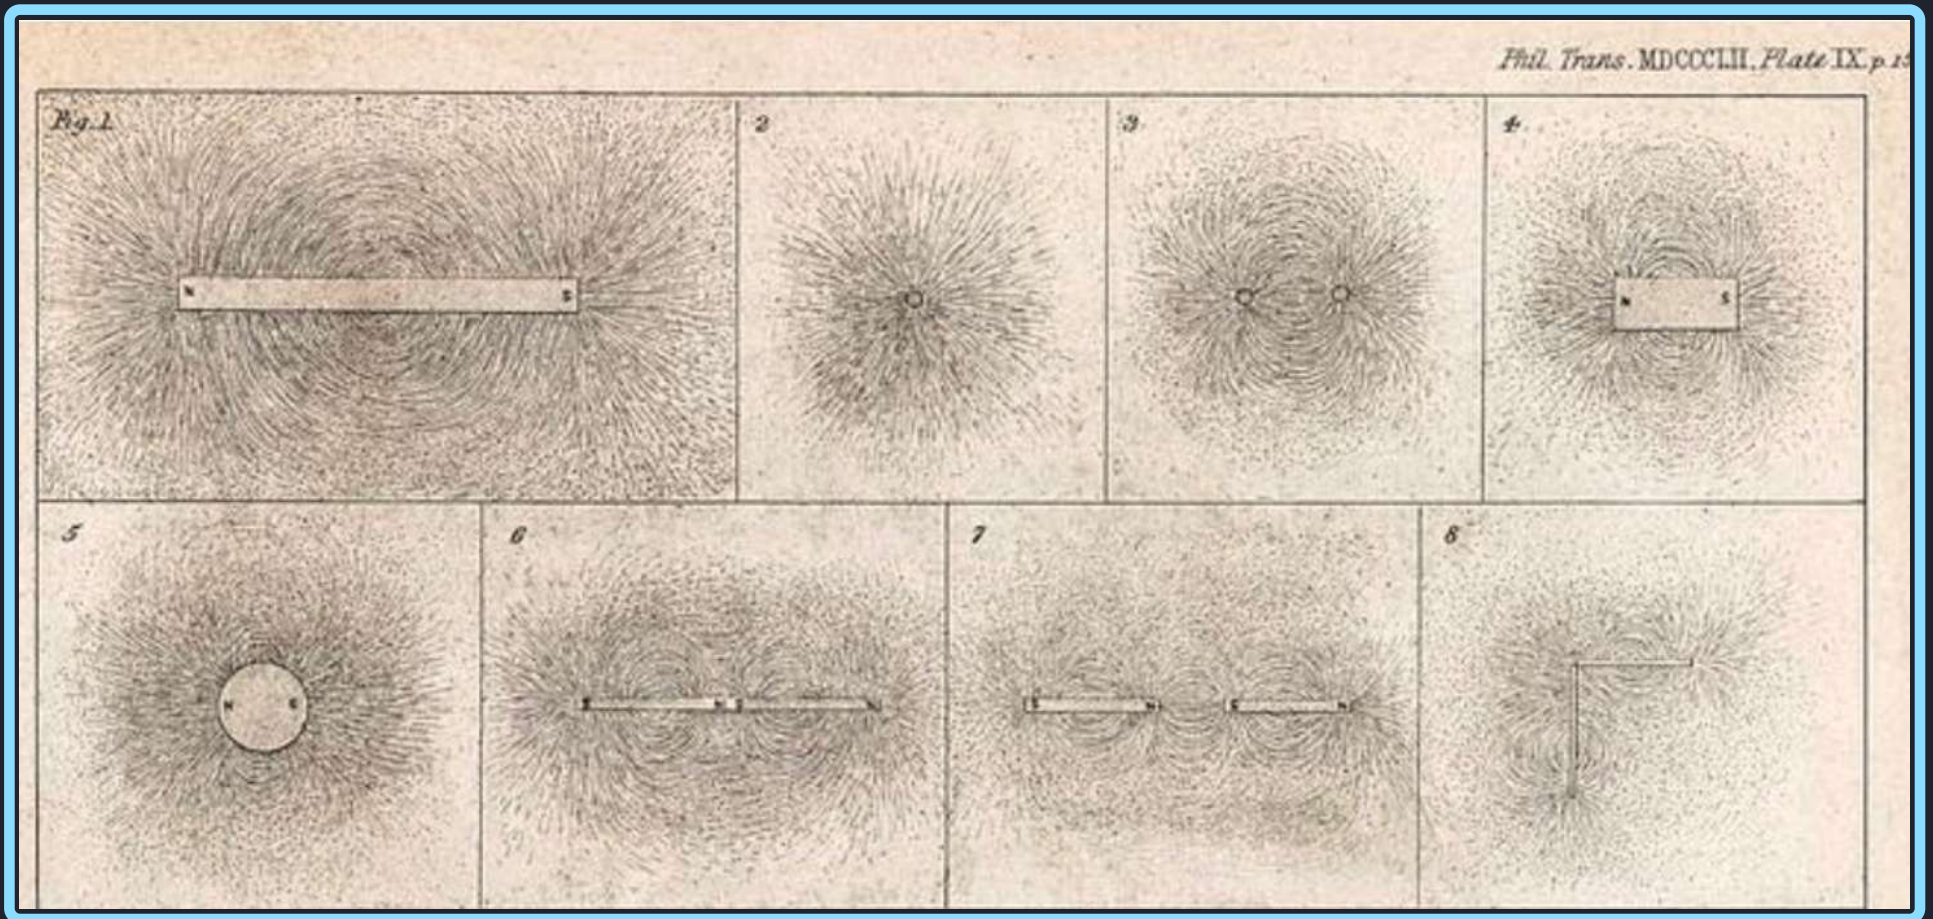 Phil. Trans. MDCCCLII. Plate IX. p.
Fig. 1.
2
3
4
N S
N S
5
6
7
8
N S
S N S N
S N S N